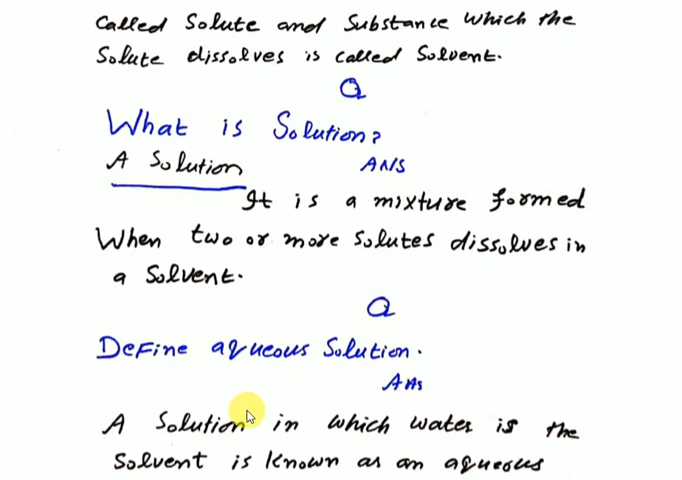 Called Solute and Substance which the
Solute dissolves is called Solvent.
Q
What is Solution?
A Solution
ANS
It is a mixture formed
When two or more solutes dissolves in
a Solvent.
Q
Define aqueous Solution.
Ans
A Solution in which water is the
Solvent is known as an aqueous